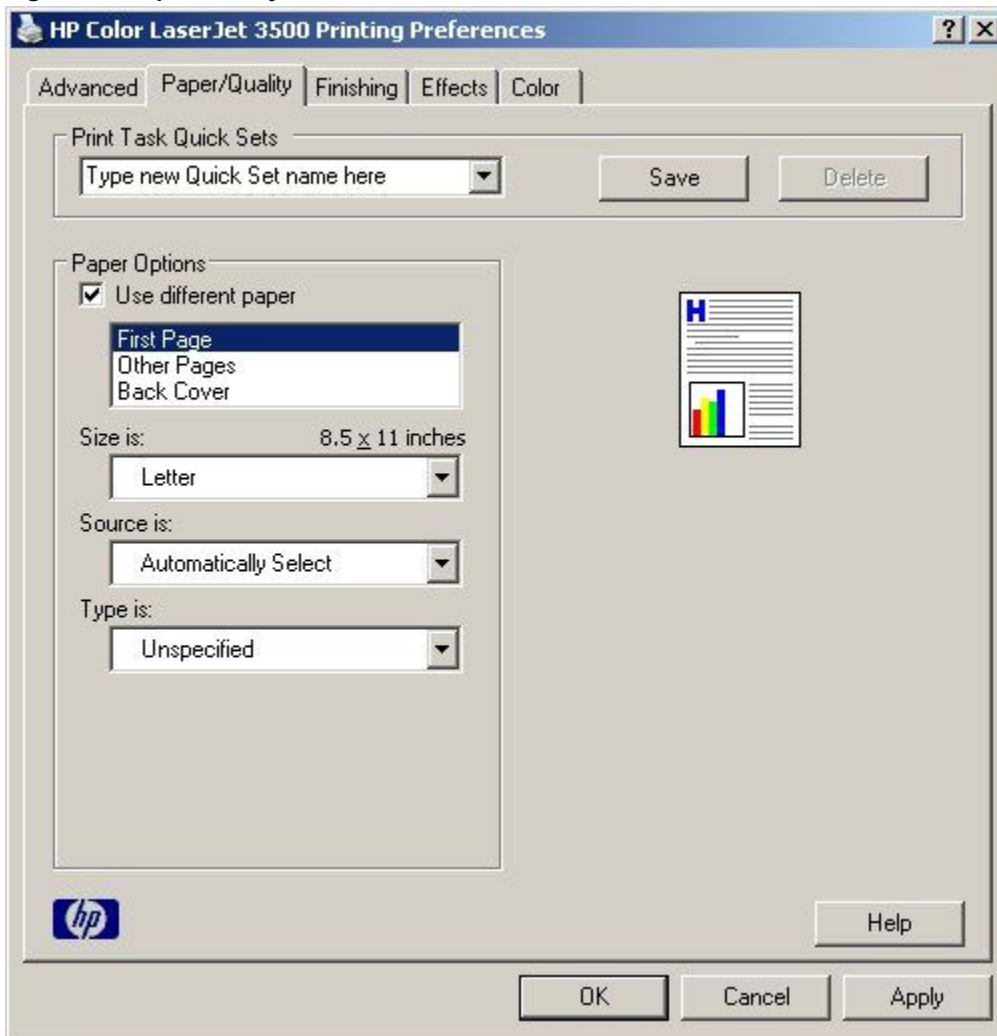 HP Color LaserJet 3500 Printing Preferences
Advanced Paper/Quality Finishing Effects Color
Print Task Quick Sets
Type new Quick Set name here Save Delete
Paper Options
Use different paper
First Page
Other Pages
Back Cover
Size is: 8.5 x 11 inches
Letter
Source is:
Automatically Select
Type is:
Unspecified
H
hp
Help
OK Cancel Apply